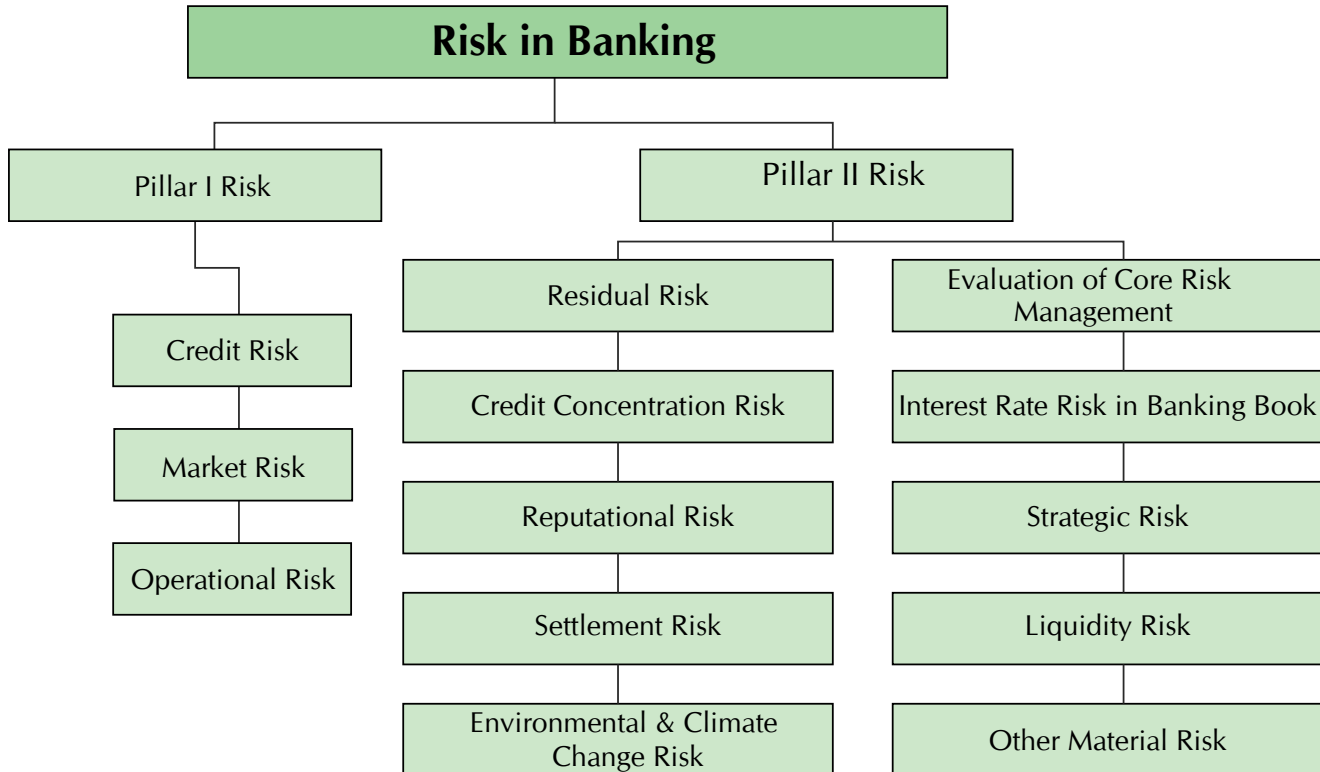 Risk in Banking
Pillar I Risk
Pillar II Risk
Credit Risk
Market Risk
Operational Risk
Residual Risk
Credit Concentration Risk
Reputational Risk
Settlement Risk
Environmental & Climate
Change Risk
Evaluation of Core Risk
Management
Interest Rate Risk in Banking Book
Strategic Risk
Liquidity Risk
Other Material Risk